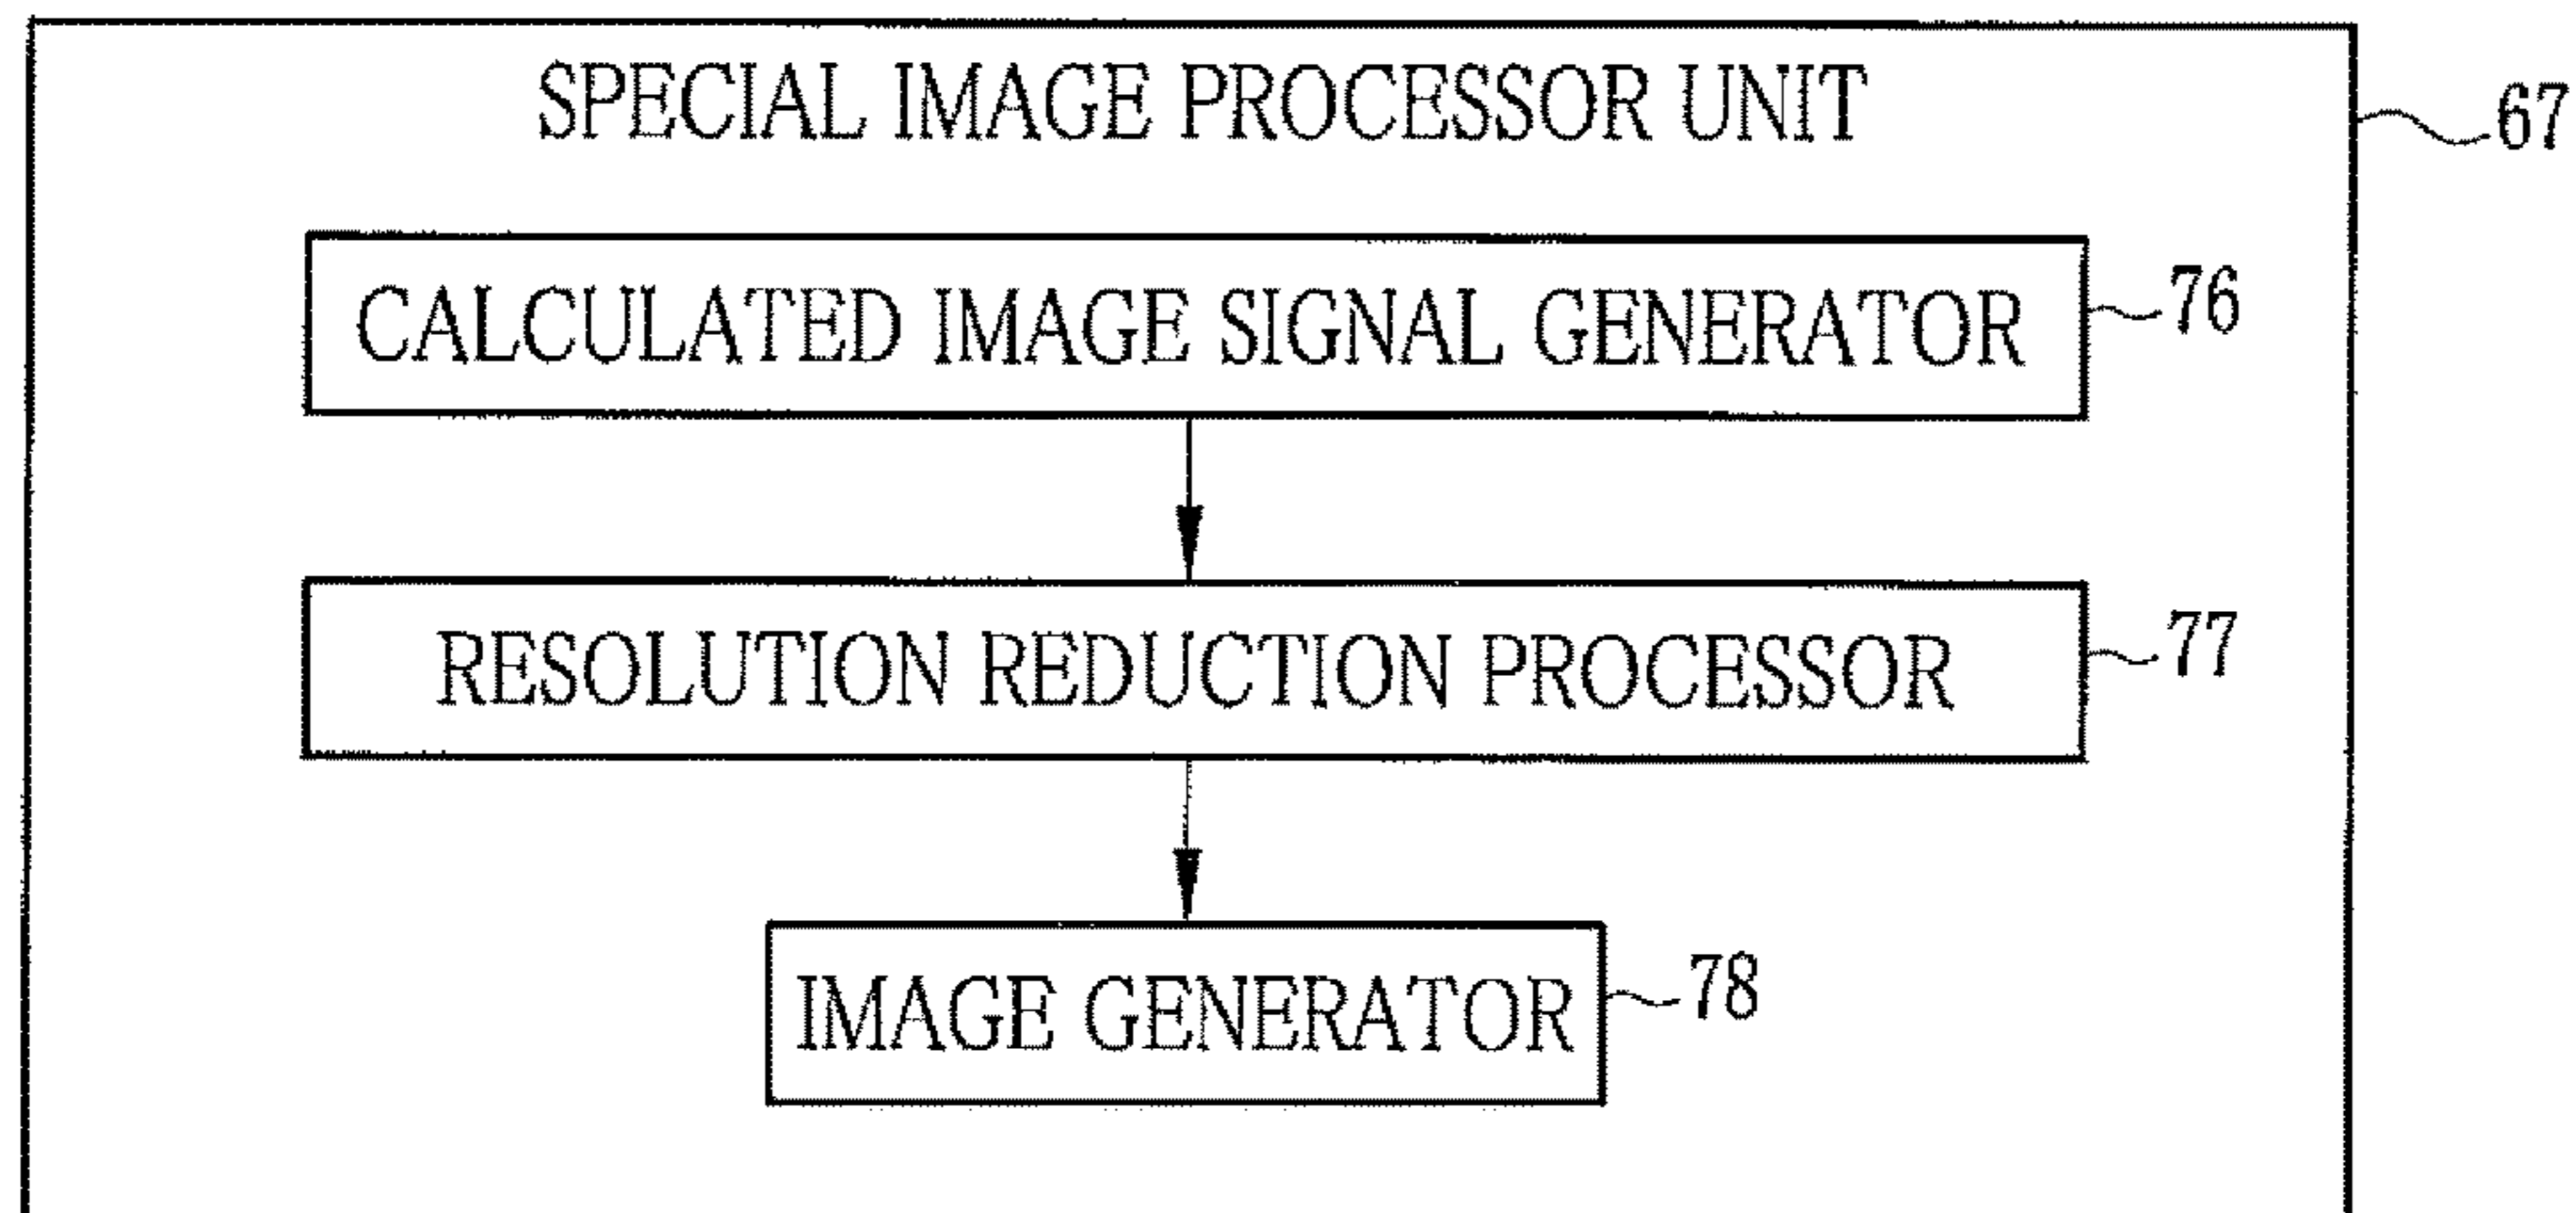 SPECIAL IMAGE PROCESSOR UNIT
67
CALCULATED IMAGE SIGNAL GENERATOR
76
RESOLUTION REDUCTION PROCESSOR
77
IMAGE GENERATOR
78